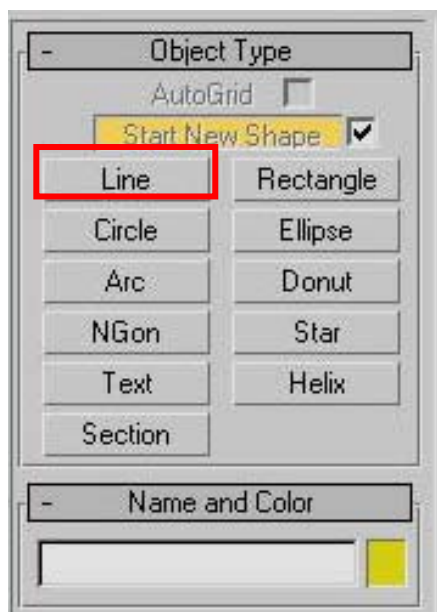 - Object Type
AutoGrid
Start New Shape
Line Rectangle
Circle Ellipse
Arc Donut
NGon Star
Text Helix
Section
- Name and Color